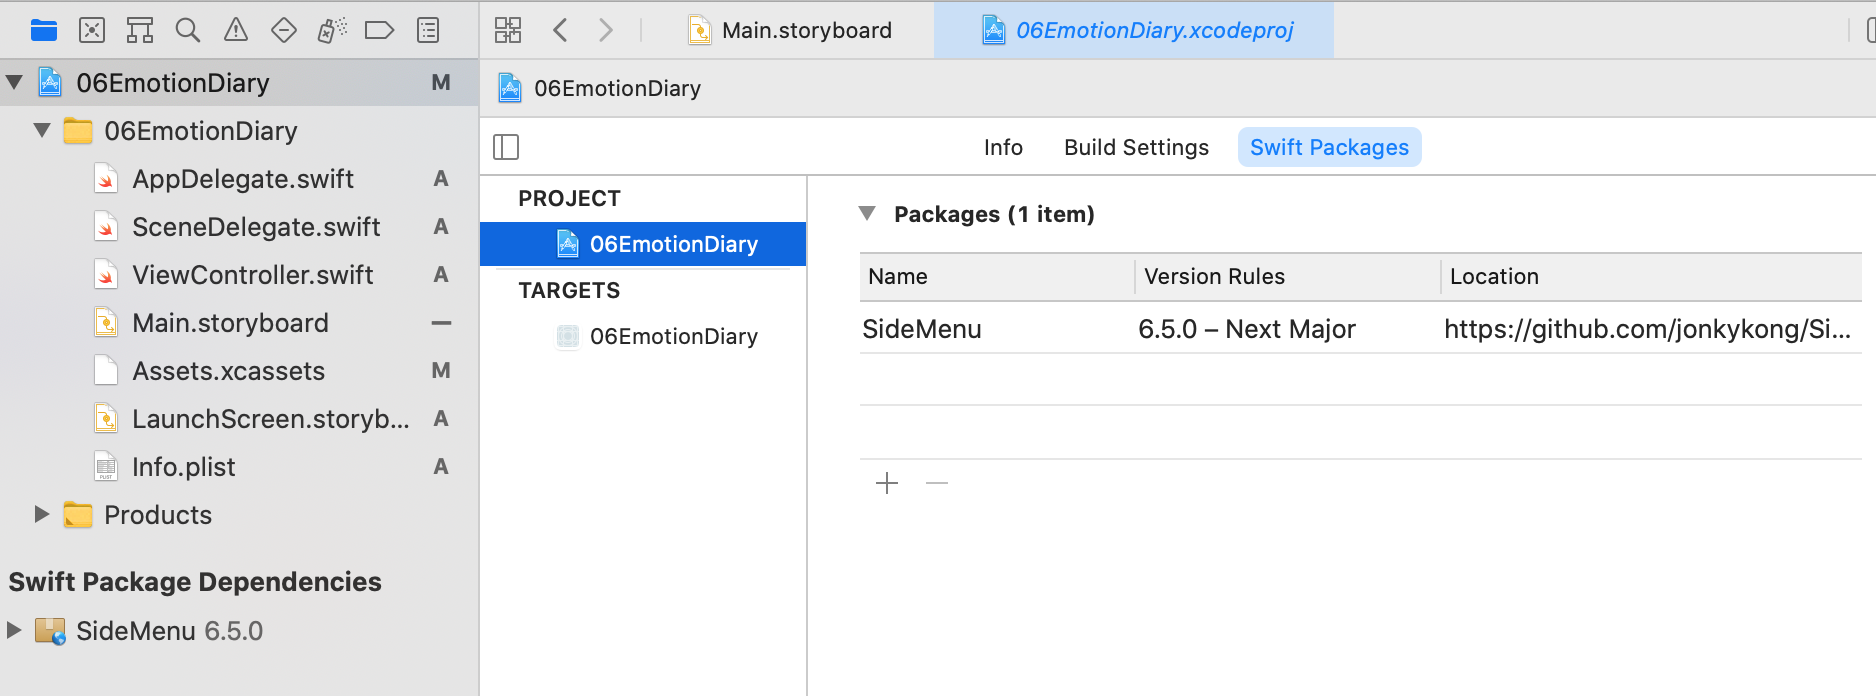 Main.storyboard
06EmotionDiary.xcodeproj
06EmotionDiary M
06EmotionDiary
AppDelegate.swift A
SceneDelegate.swift A
ViewController.swift A
Main.storyboard —
Assets.xcassets M
LaunchScreen.storyb... A
Info.plist A
Products
Swift Package Dependencies
SideMenu 6.5.0
06EmotionDiary
Info Build Settings Swift Packages
PROJECT
06EmotionDiary
TARGETS
06EmotionDiary
Packages (1 item)
Name Version Rules Location
SideMenu 6.5.0 – Next Major https://github.com/jonkykong/Si...